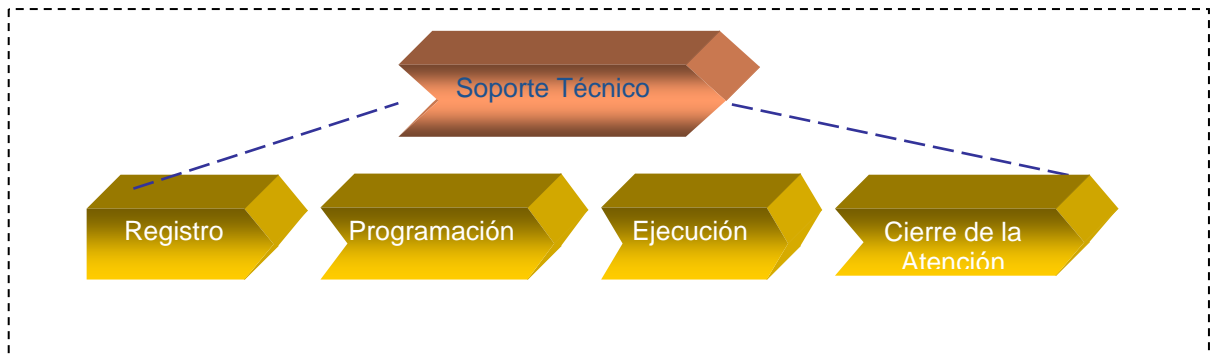 Soporte Técnico
Registro
Programación
Ejecución
Cierre de la
Atención